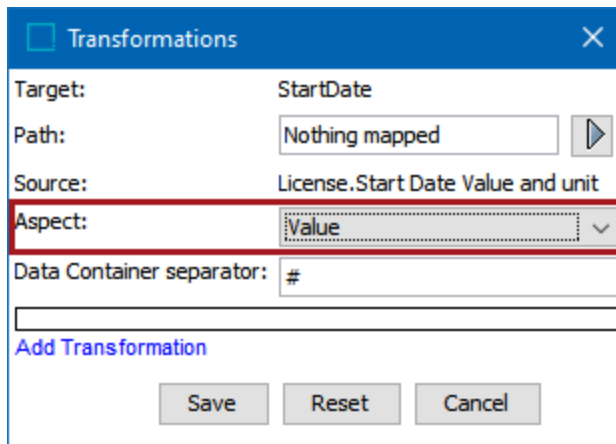 Transformations
Target: StartDate
Path: Nothing mapped
Source: License.Start Date Value and unit
Aspect: Value
Data Container separator: #
Add Transformation
Save Reset Cancel